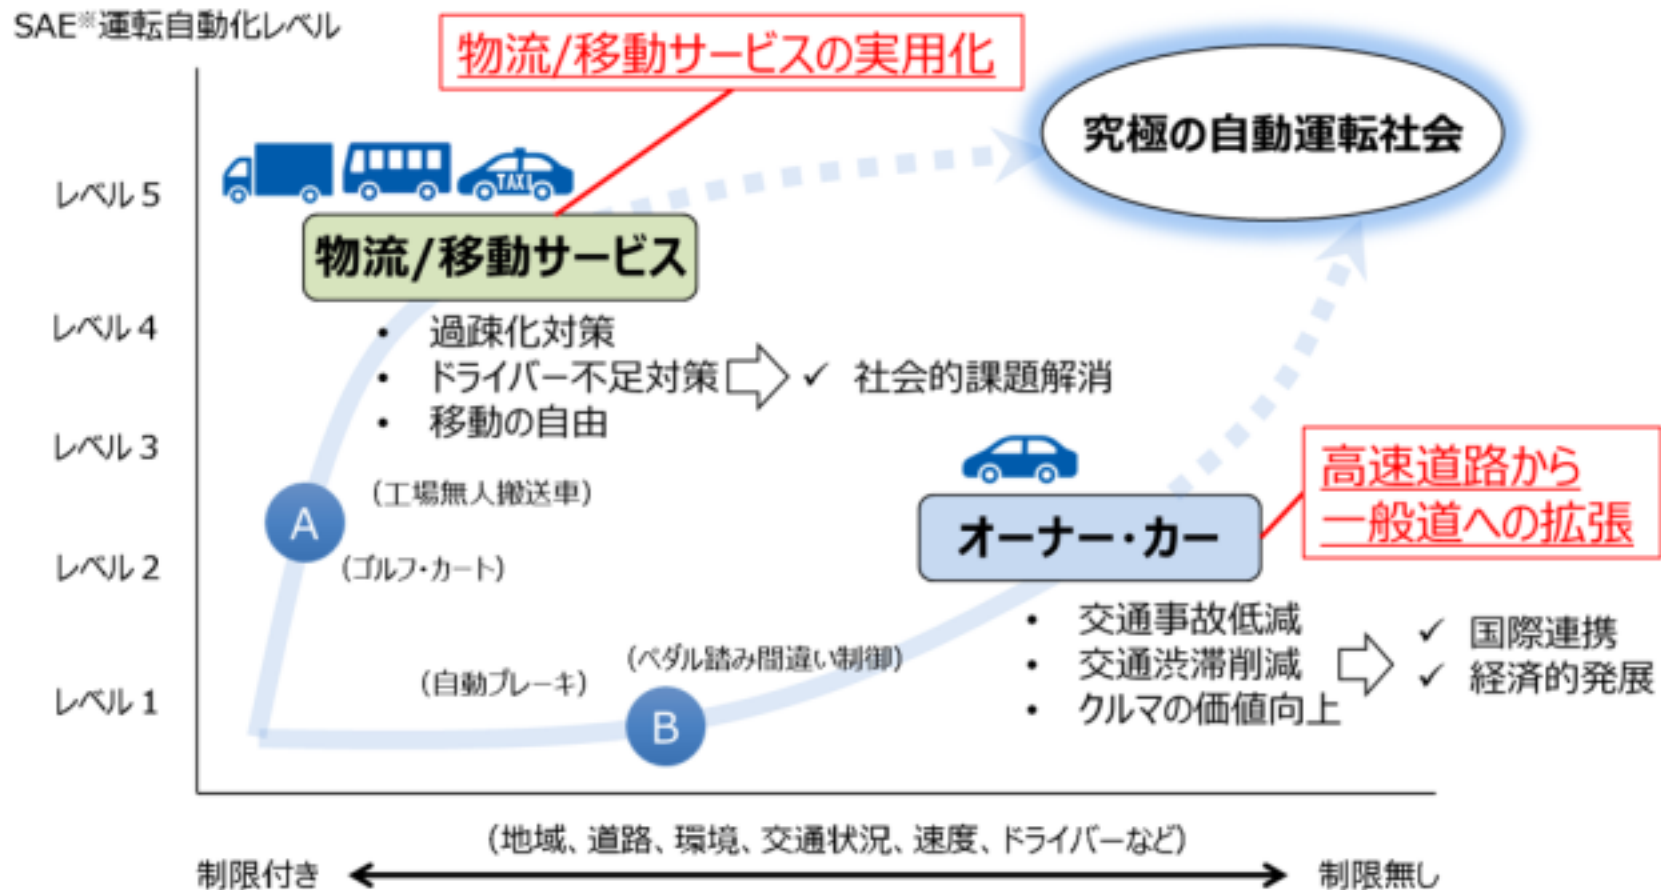 SAE※運転自動化レベル
物流/移動サービスの実用化
究極の自動運転社会
レベル5
TAXI
物流/移動サービス
レベル4
• 過疎化対策
• ドライバー不足対策
• 移動の自由
✓ 社会的課題解消
レベル3
(工場無人搬送車)
A
高速道路から
一般道への拡張
オーナー・カー
レベル2
(ゴルフ・カート)
• 交通事故低減
• 交通渋滞削減
• クルマの価値向上
✓ 国際連携
✓ 経済的発展
(ペダル踏み間違い制御)
(自動ブレーキ)
レベル1
B
(地域、道路、環境、交通状況、速度、ドライバーなど)
制限付き
制限無し